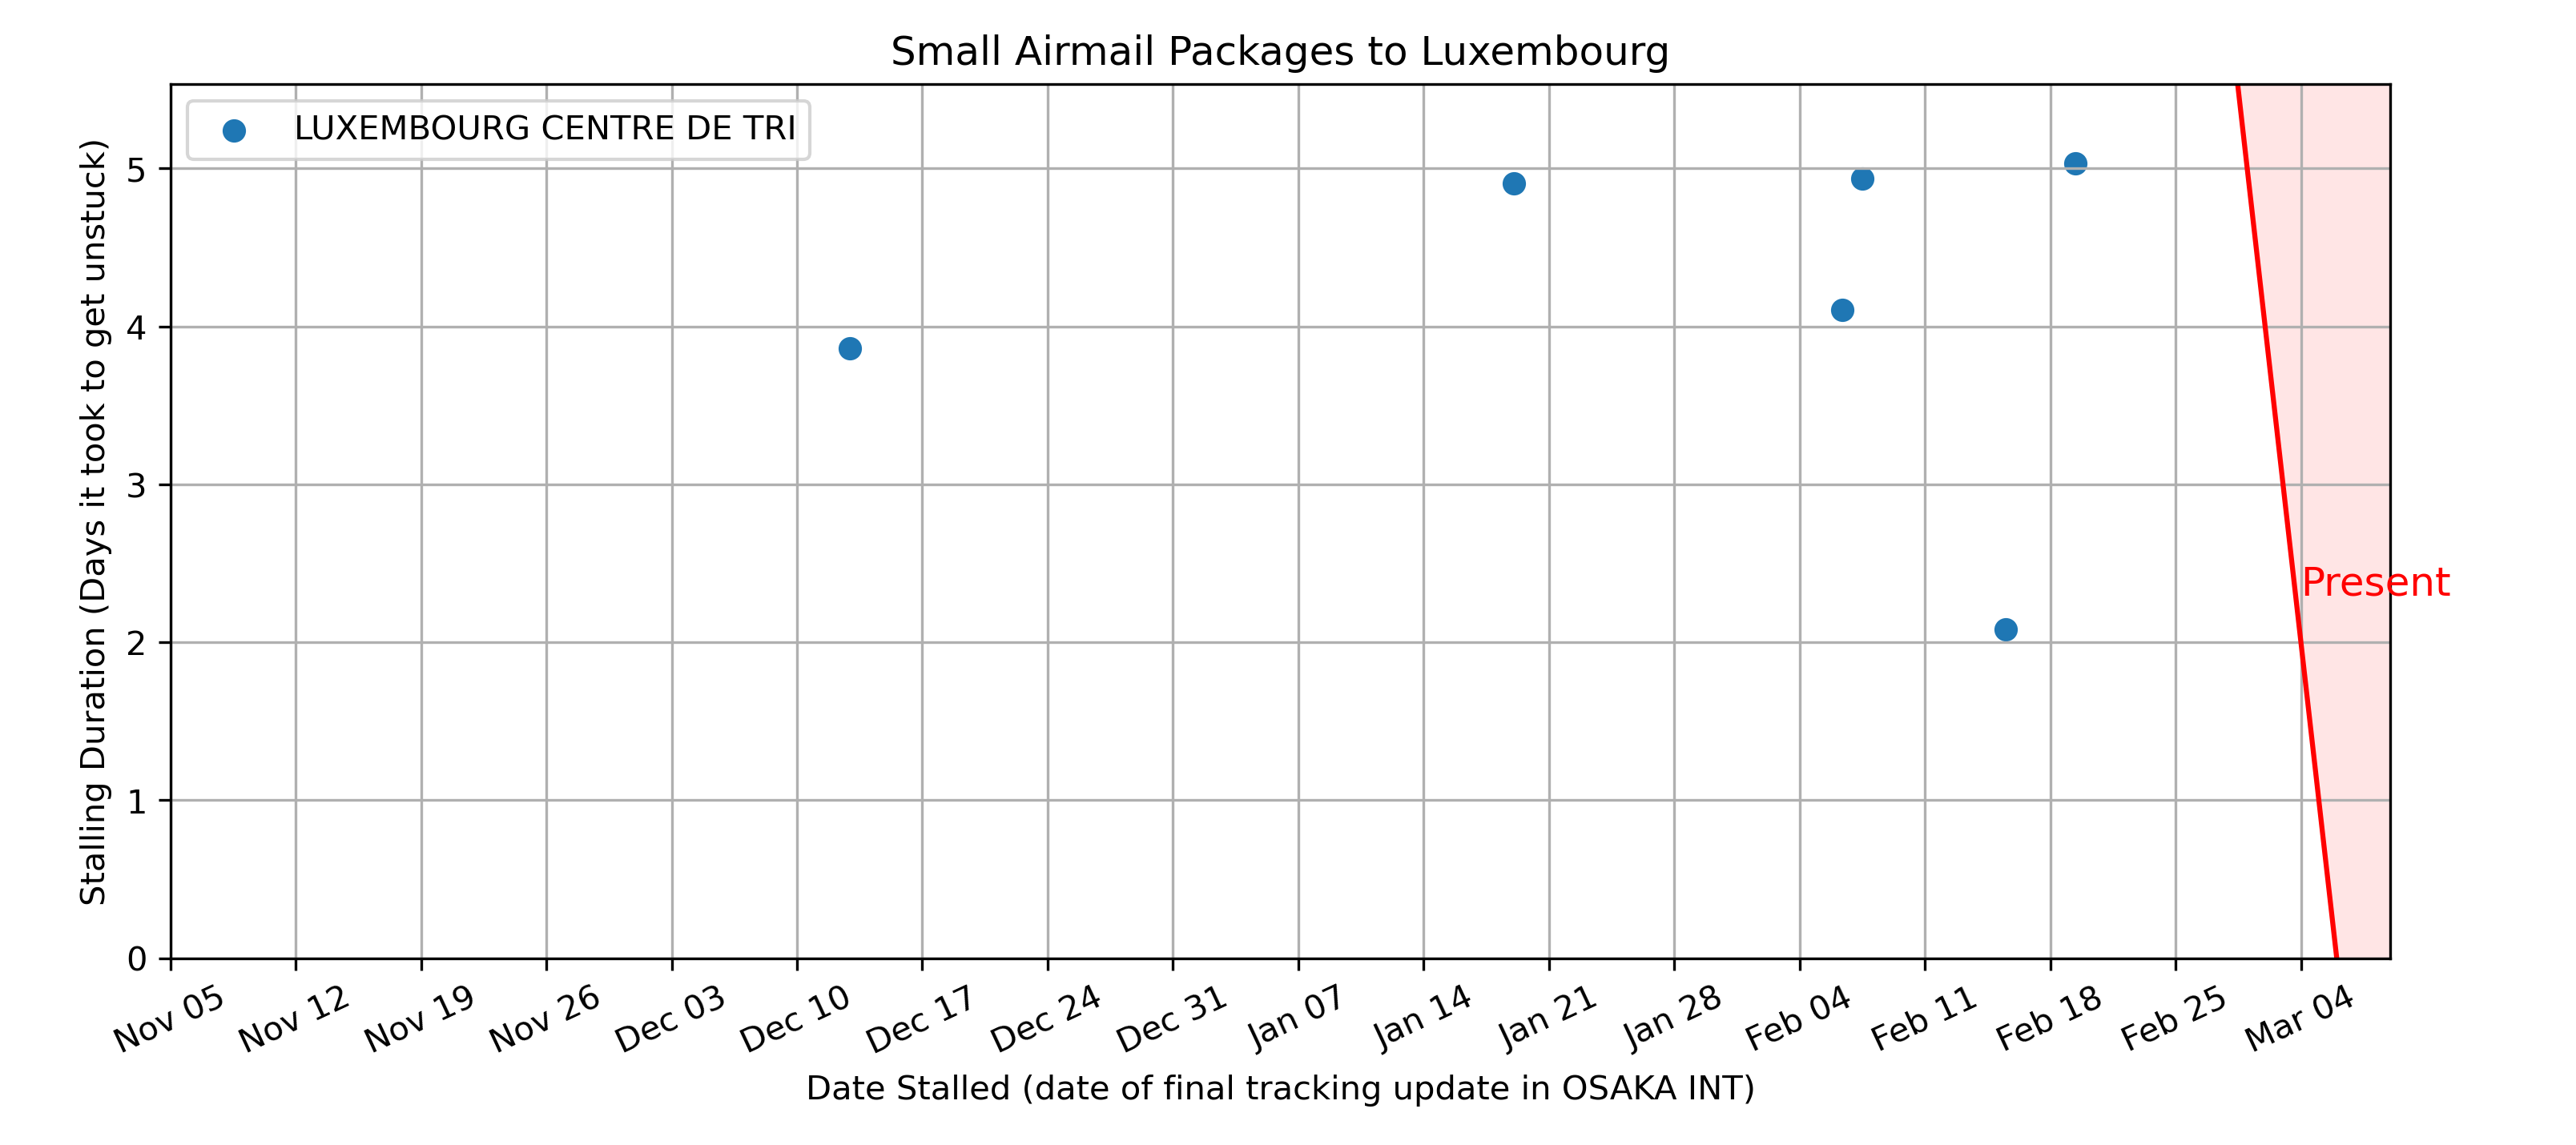 Small Airmail Packages to Luxembourg
LUXEMBOURG CENTRE DE TRI
Stalling Duration (Days it took to get unstuck)
5
4
3
2
1
0
Present
Nov 05
Nov 12
Nov 19
Nov 26
Dec 03
Dec 10
Dec 17
Dec 24
Dec 31
Jan 07
Jan 14
Jan 21
Jan 28
Feb 04
Feb 11
Feb 18
Feb 25
Mar 04
Date Stalled (date of final tracking update in OSAKA INT)